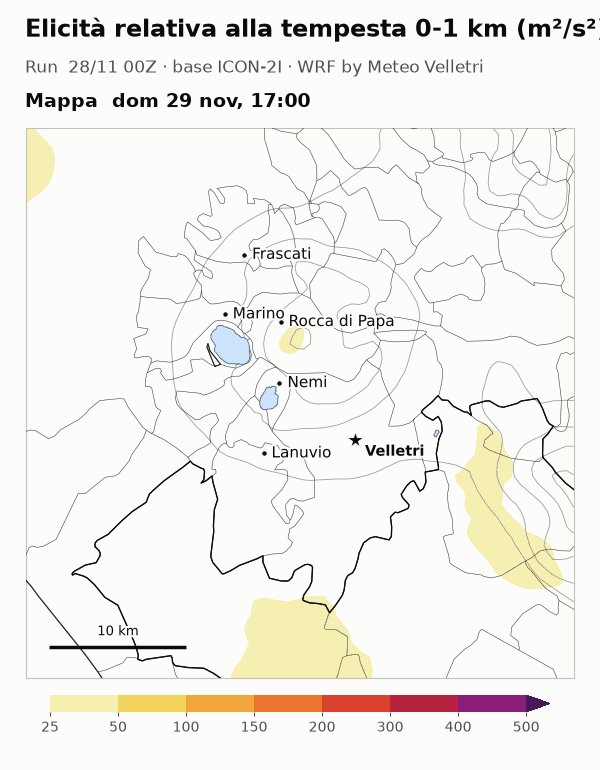 Elicità relativa alla tempesta 0-1 km (m²/s²)
Run 28/11 00Z · base ICON-2I · WRF by Meteo Velletri
Mappa dom 29 nov, 17:00
Frascati
Marino
Rocca di Papa
Nemi
Velletri
Lanuvio
10 km
25 50 100 150 200 300 400 500